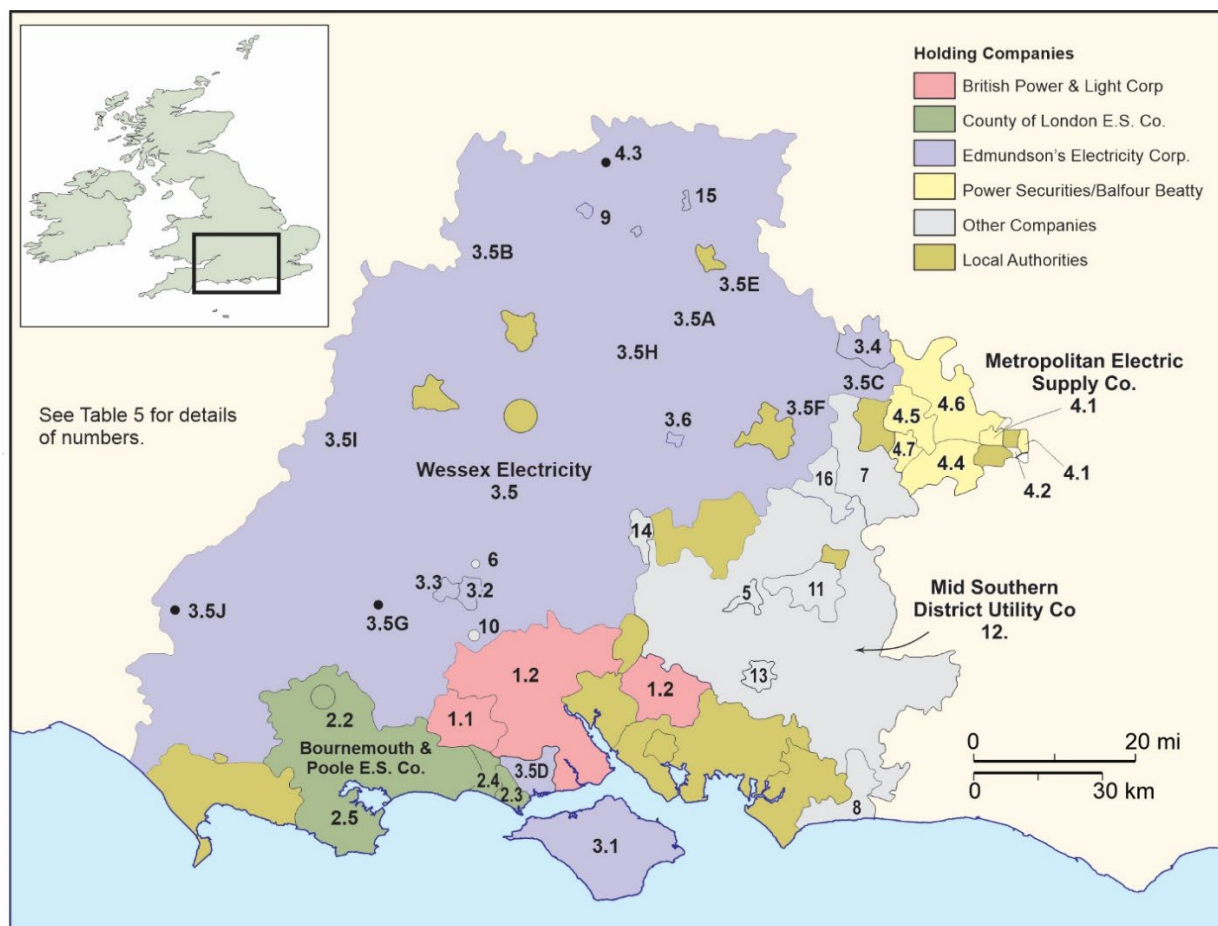 Holding Companies
British Power & Light Corp
County of London E.S. Co.
Edmundson's Electricity Corp.
Power Securities/Balfour Beatty
Other Companies
Local Authorities
4.3
15
9
3.5B
3.5E
3.5A
3.5H
3.4
3.5C
Metropolitan Electric
Supply Co.
4.1
4.6
4.5
See Table 5 for details
of numbers.
3.5I
3.6
3.5F
4.7
4.4
4.1
4.2
Wessex Electricity
3.5
16
7
14
6
3.3
3.2
5
11
Mid Southern
District Utility Co
12.
3.5J
3.5G
10
1.2
13
1.2
1.1
2.2
Bournemouth &
Poole E.S. Co.
2.4
3.5D
2.3
2.5
8
3.1
0 20 mi
0 30 km